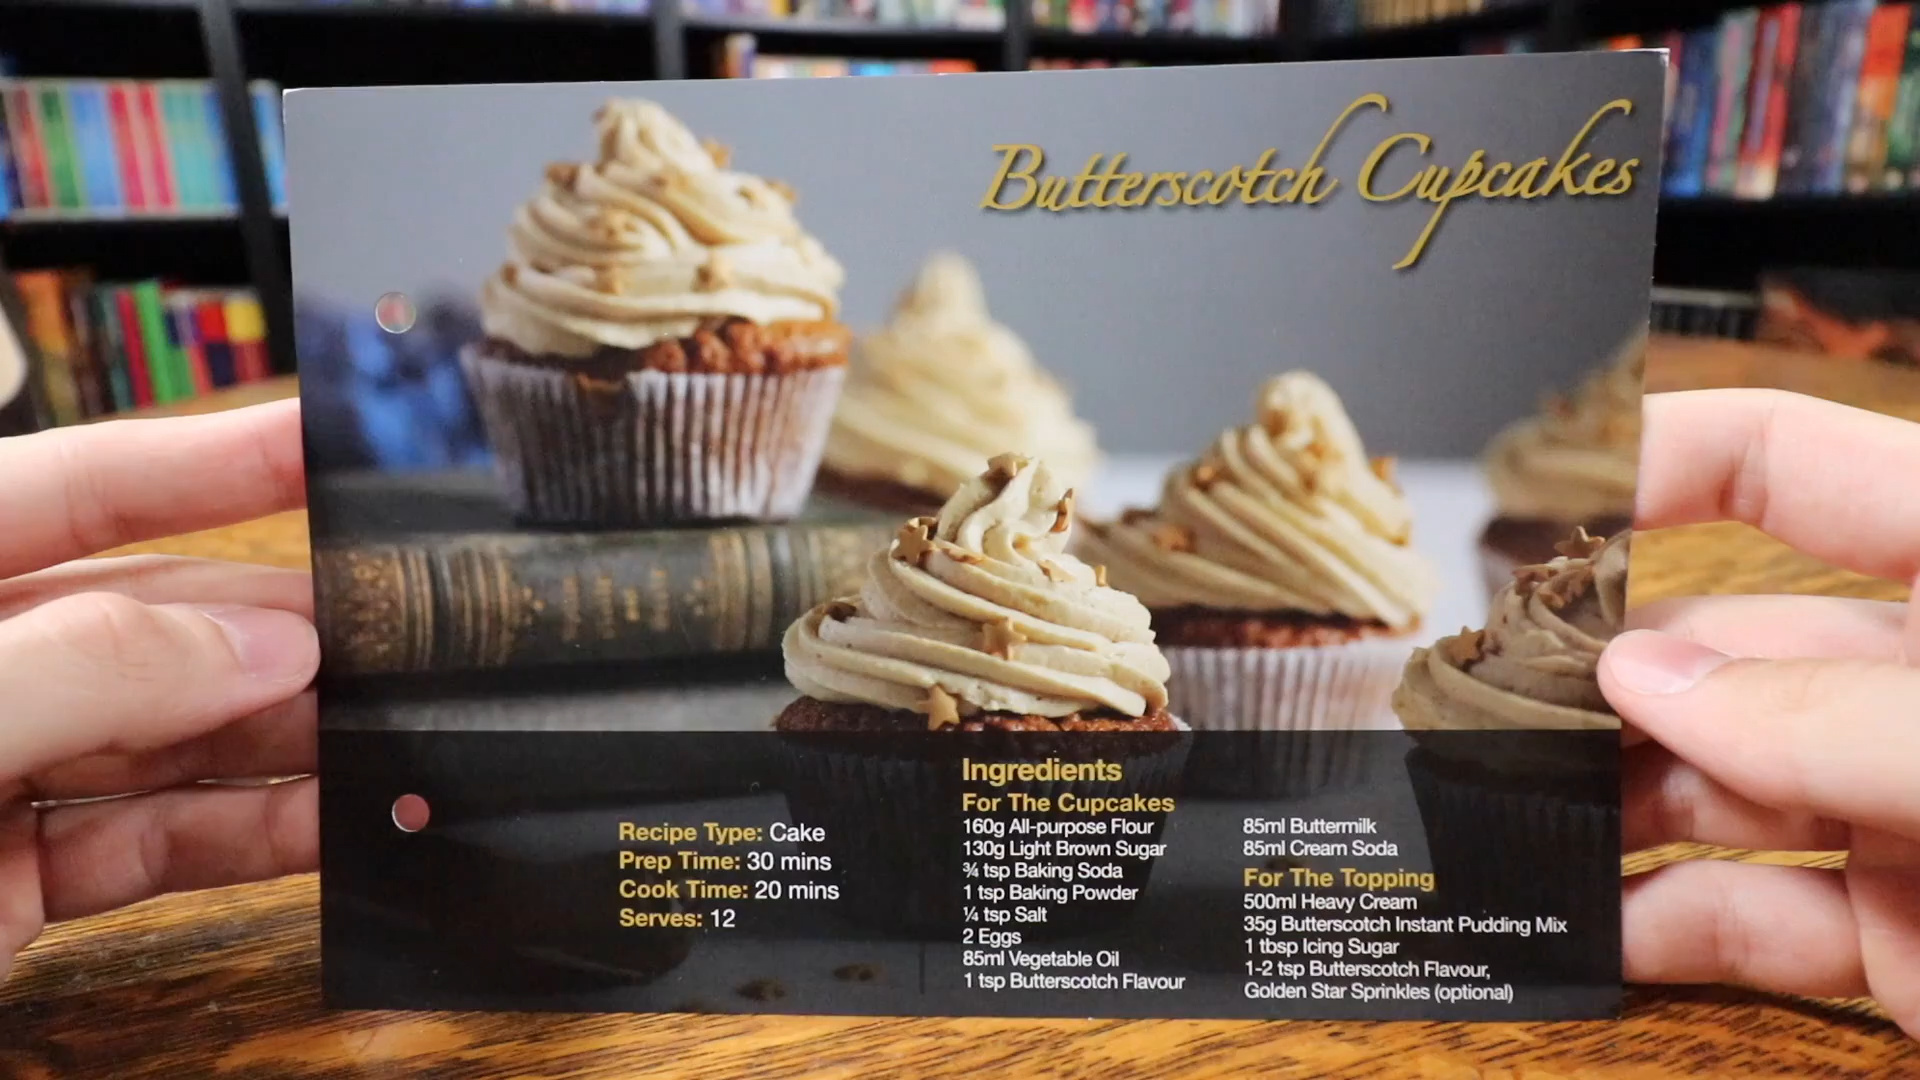 Butterscotch Cupcakes
Recipe Type: Cake
Prep Time: 30 mins
Cook Time: 20 mins
Serves: 12
Ingredients
For The Cupcakes
160g All-purpose Flour
130g Light Brown Sugar
¾ tsp Baking Soda
1 tsp Baking Powder
¼ tsp Salt
2 Eggs
85ml Vegetable Oil
1 tsp Butterscotch Flavour
85ml Buttermilk
85ml Cream Soda
For The Topping
500ml Heavy Cream
35g Butterscotch Instant Pudding Mix
1 tbsp Icing Sugar
1-2 tsp Butterscotch Flavour,
Golden Star Sprinkles (optional)